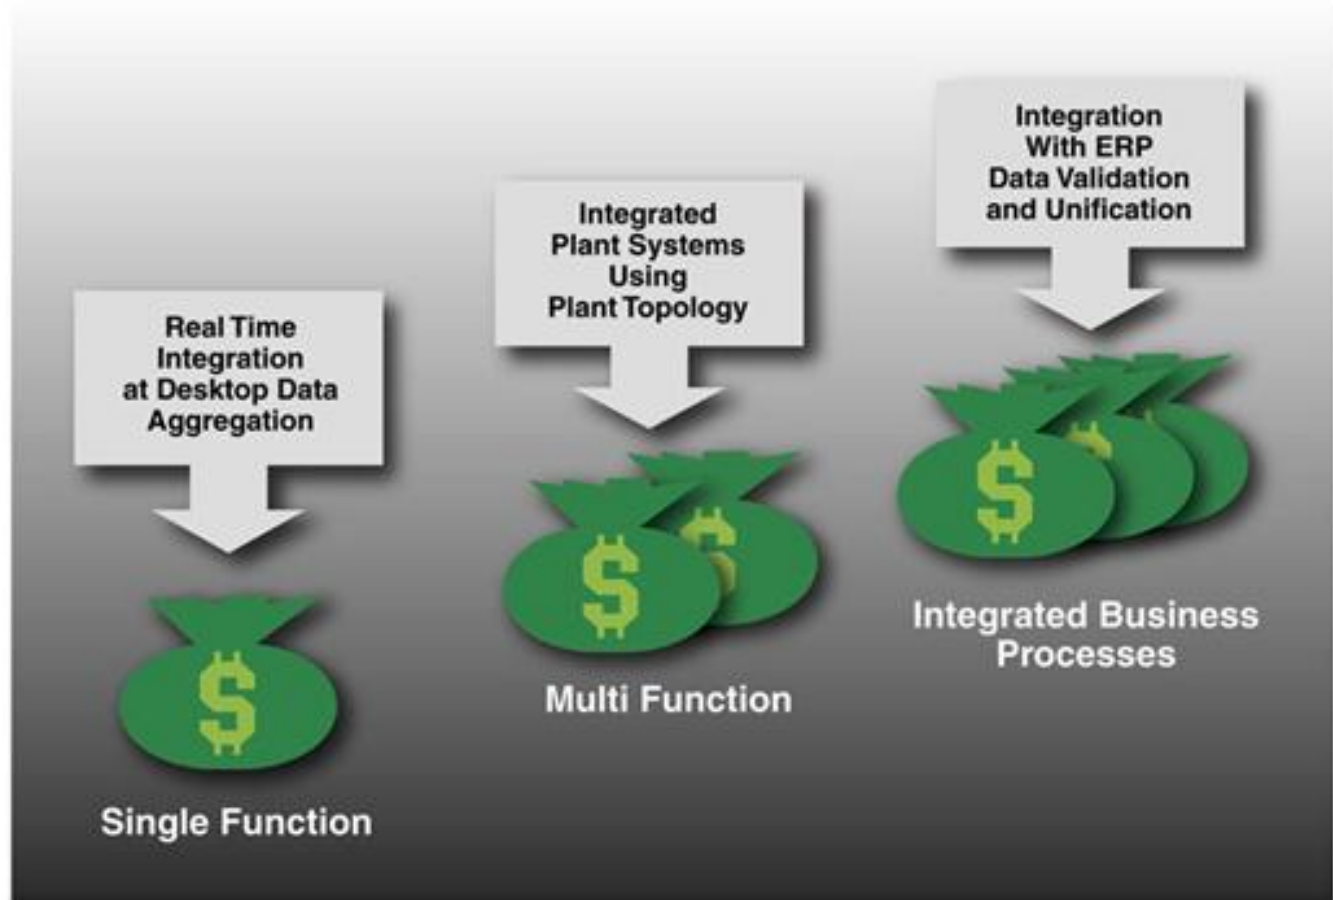 Real Time
Integration
at Desktop Data
Aggregation
$
Single Function
Integrated
Plant Systems
Using
Plant Topology
$
$
Multi Function
Integration
With ERP
Data Validation
and Unification
$
$
Integrated Business
Processes